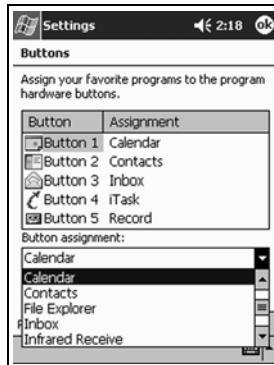 Settings 2:18 ok
Buttons
Assign your favorite programs to the program
hardware buttons.
Button Assignment
Button 1 Calendar
Button 2 Contacts
Button 3 Inbox
Button 4 iTask
Button 5 Record
Button assignment:
Calendar
Calendar
Contacts
File Explorer
Inbox
Infrared Receive